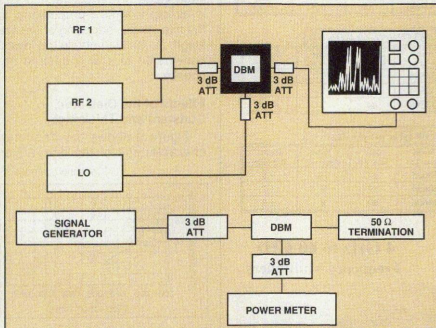 RF 1
RF 2
LO
3 dB
ATT
DBM
3 dB
ATT
3 dB
ATT
SIGNAL
GENERATOR
3 dB
ATT
DBM
50 Ω
TERMINATION
3 dB
ATT
POWER METER